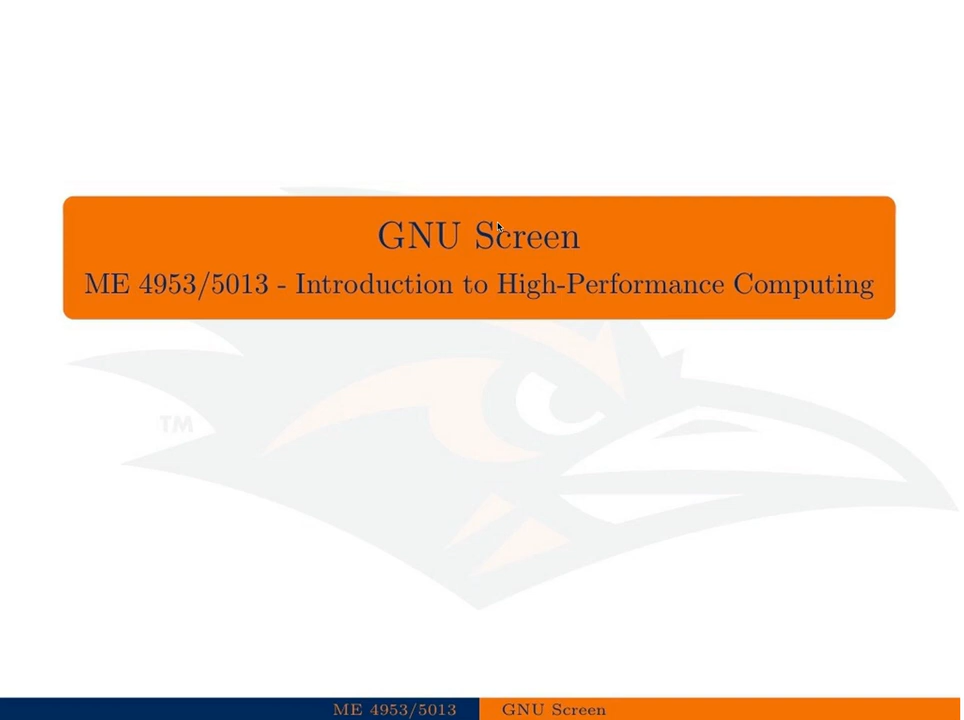 GNU Screen
ME 4953/5013 - Introduction to High-Performance Computing
TM
ME 4953/5013
GNU Screen